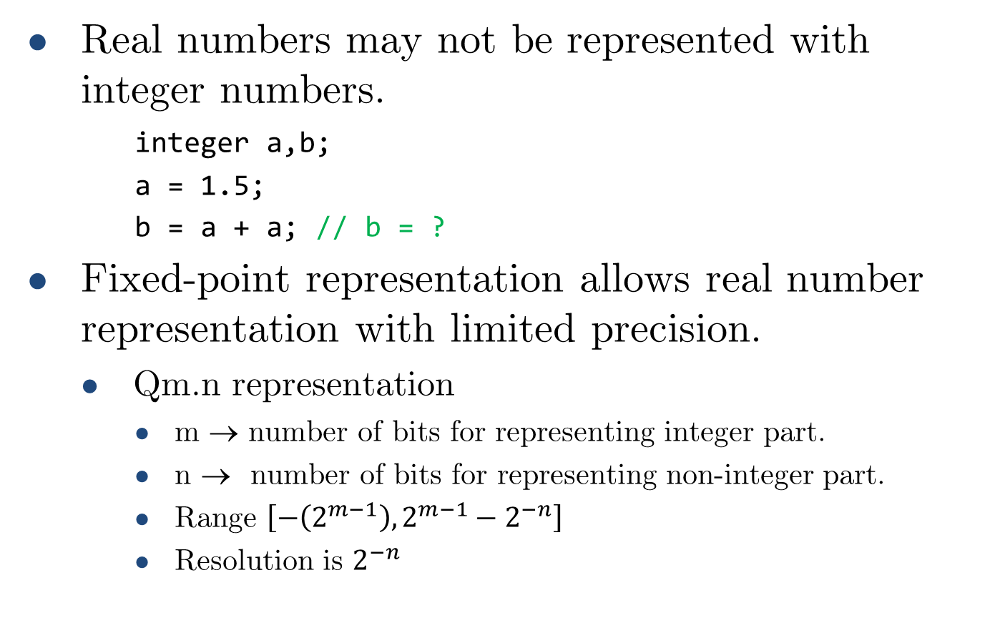 • Real numbers may not be represented with
integer numbers.
integer a,b;
a = 1.5;
b = a + a; // b = ?
• Fixed-point representation allows real number
representation with limited precision.
• Qm.n representation
• m → number of bits for representing integer part.
• n → number of bits for representing non-integer part.
• Range [−(2^{m−1}), 2^{m−1} − 2^{−n}]
• Resolution is 2^{−n}